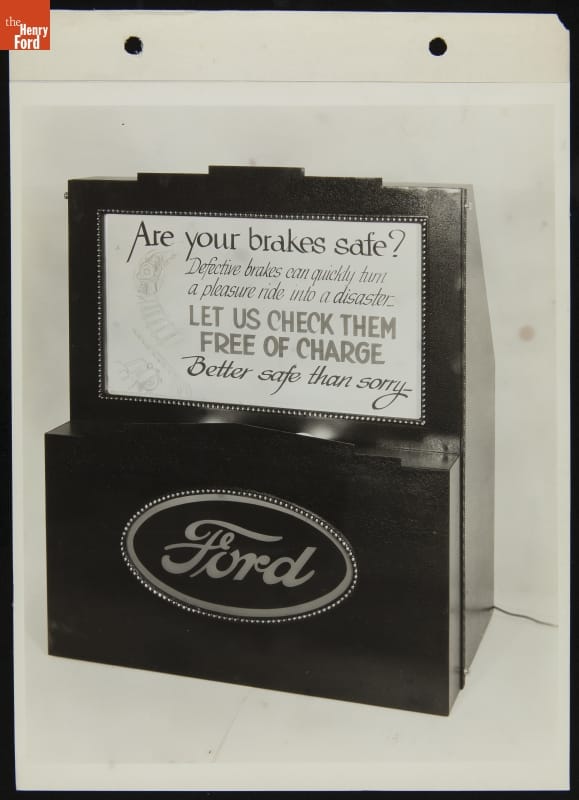 the
Henry
Ford
Are your brakes safe?
Defective brakes can quickly turn
a pleasure ride into a disaster.
LET US CHECK THEM
FREE OF CHARGE
Better safe than sorry—
Ford